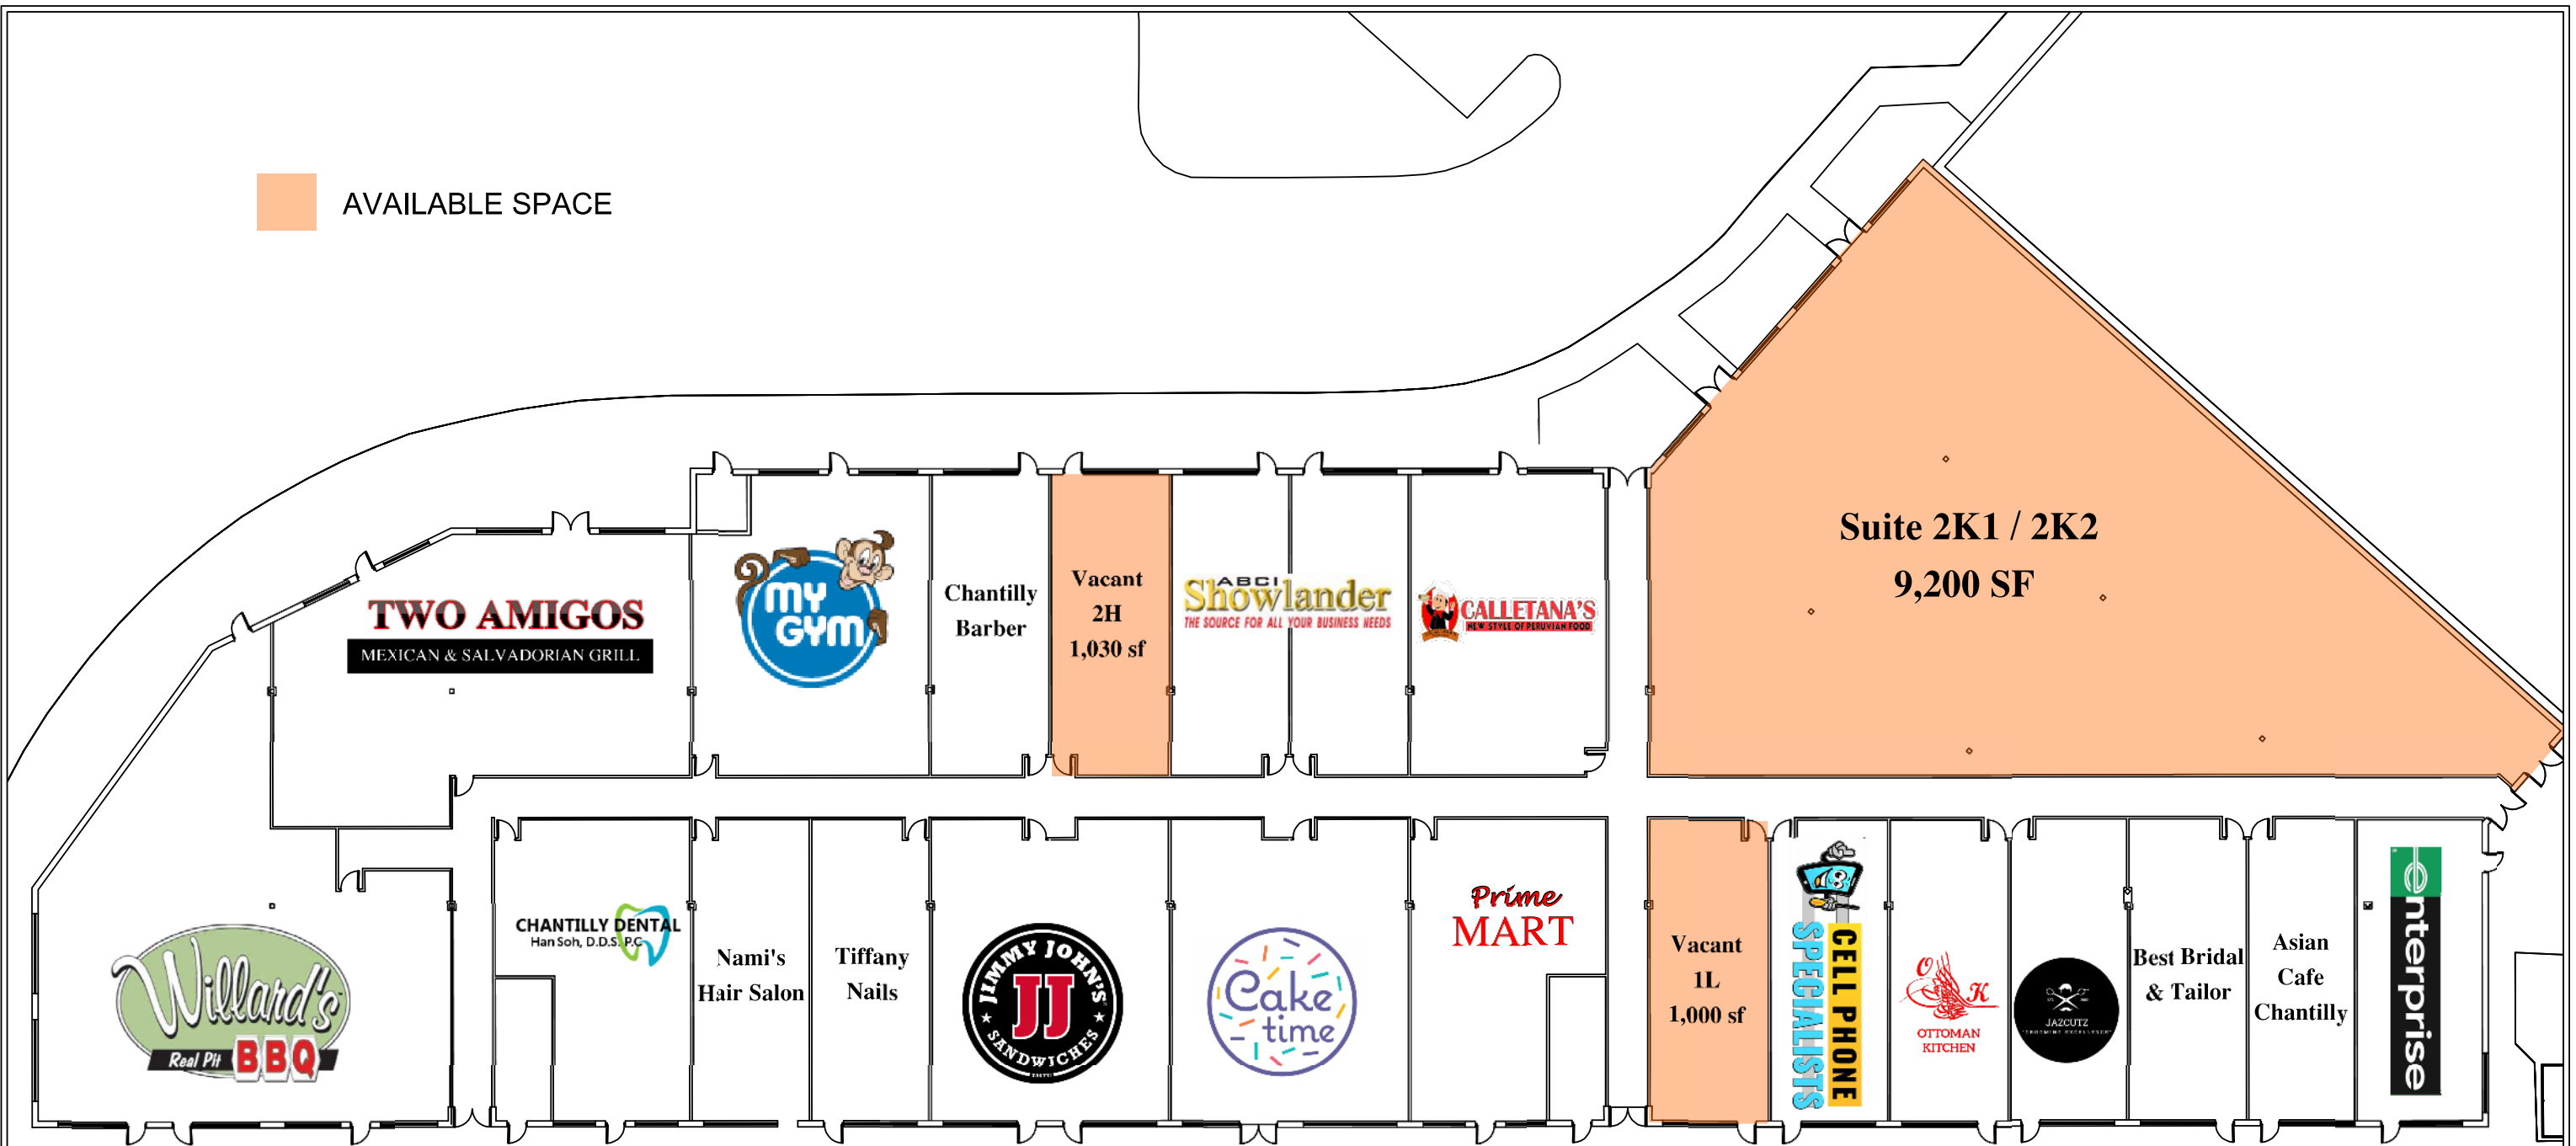 AVAILABLE SPACE
Suite 2K1 / 2K2
9,200 SF
TWO AMIGOS
MEXICAN & SALVADORIAN GRILL
my
GYM
Chantilly
Barber
Vacant
2H
1,030 sf
ABCI
Showlander
THE SOURCE FOR ALL YOUR BUSINESS NEEDS
CALLETANA'S
NEW STYLE OF PERUVIAN FOOD
Willard's
Real Pit BBQ
CHANTILLY DENTAL
Han Soh, D.D.S. P.C
Nami's
Hair Salon
Tiffany
Nails
JIMMY JOHN'S
JJ
SANDWICHES
Cake
time
Prime
MART
Vacant
1L
1,000 sf
CELL PHONE
SPECIALISTS
O K
OTTOMAN
KITCHEN
JAZCUTZ
Best Bridal
& Tailor
Asian
Cafe
Chantilly
enterprise